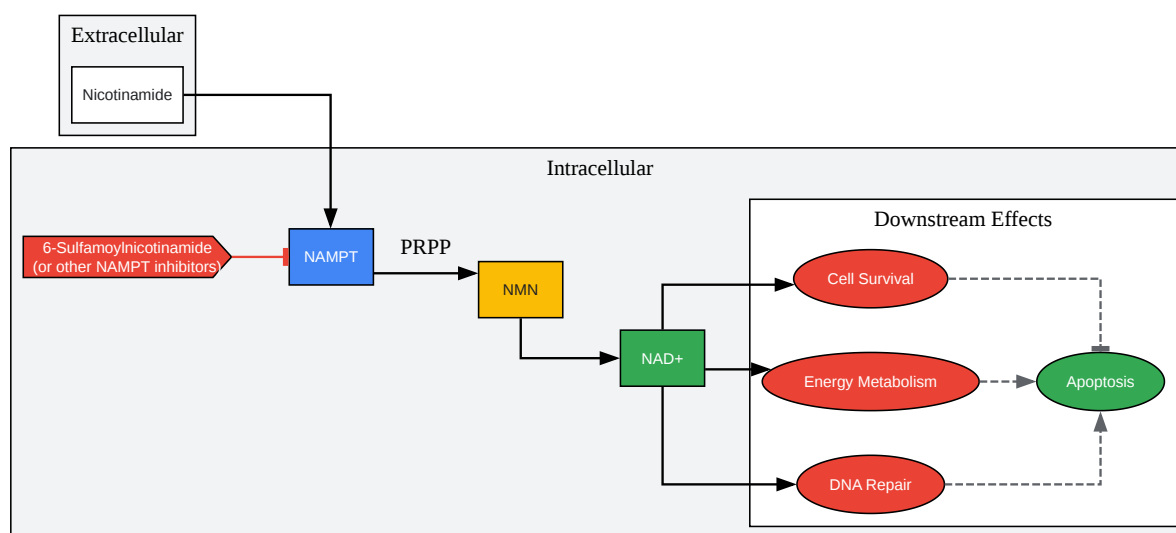 Extracellular
Nicotinamide
Intracellular
Downstream Effects
6-Sulfamoylnicotinamide
(or other NAMPT inhibitors)
NAMPT
PRPP
NMN
NAD+
Cell Survival
Energy Metabolism
DNA Repair
Apoptosis